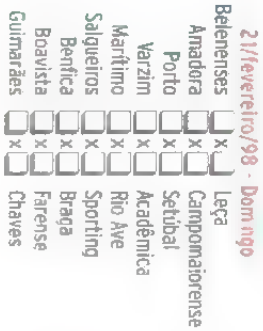 21/fevereiro/98 - Domingo
Belenenses x Leça
Amadora x Campomaiorense
Porto x Setúbal
Varzim x Académica
Marítimo x Rio Ave
Salgueiros x Sporting
Benfica x Braga
Boavista x Farense
Guimarães x Chaves